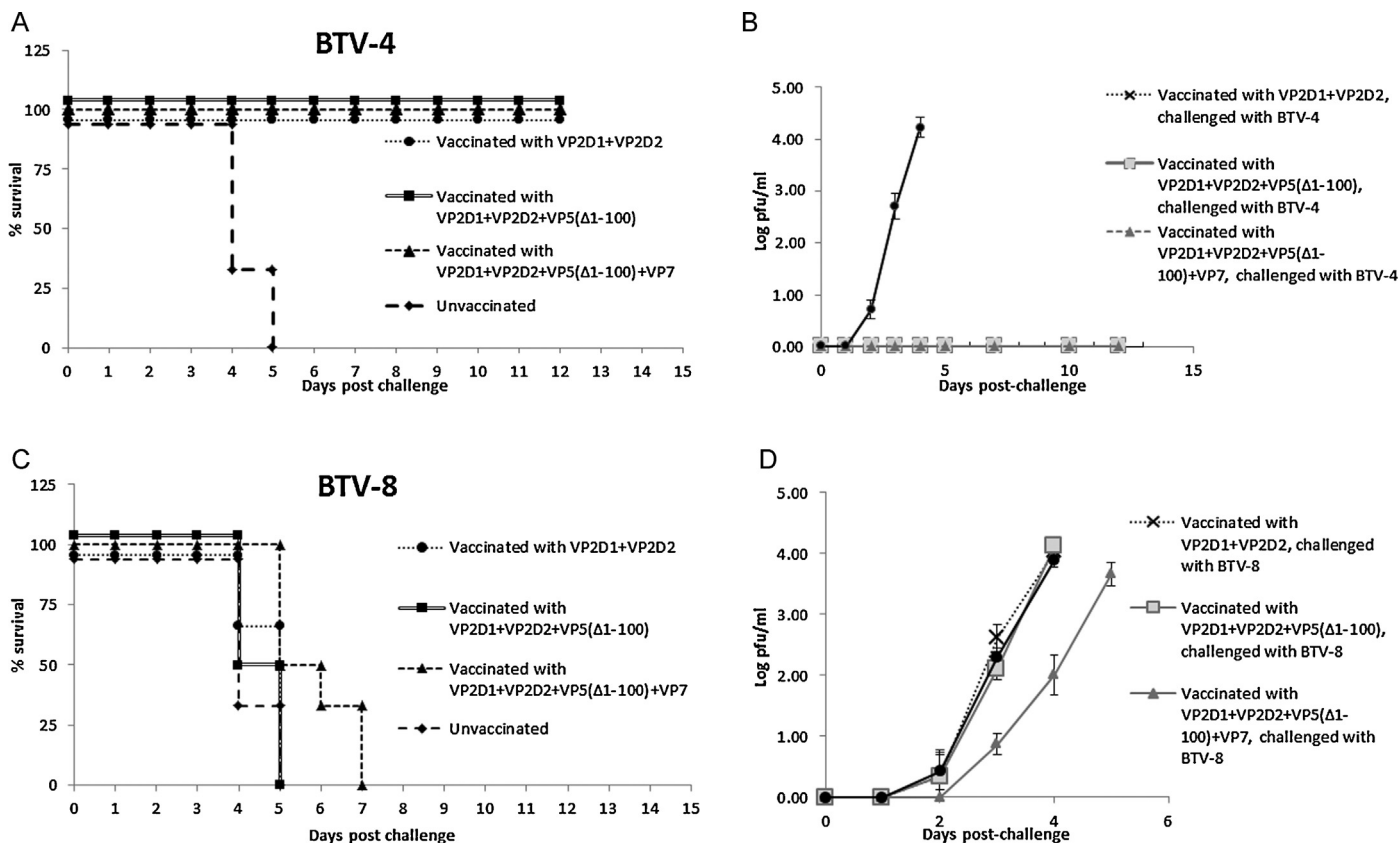 A
BTV-4
125
100
75
50
25
0
% survival
0 1 2 3 4 5 6 7 8 9 10 11 12 13 14 15
Days post challenge
Vaccinated with VP2D1+VP2D2
Vaccinated with
VP2D1+VP2D2+VP5(Δ1-100)
Vaccinated with
VP2D1+VP2D2+VP5(Δ1-100)+VP7
Unvaccinated
B
5.00
4.00
3.00
2.00
1.00
0.00
Log pfu/ml
0 5 10 15
Days post-challenge
Vaccinated with VP2D1+VP2D2,
challenged with BTV-4
Vaccinated with
VP2D1+VP2D2+VP5(Δ1-100),
challenged with BTV-4
Vaccinated with
VP2D1+VP2D2+VP5(Δ1-
100)+VP7, challenged with BTV-4
C
BTV-8
125
100
75
50
25
0
% survival
0 1 2 3 4 5 6 7 8 9 10 11 12 13 14 15
Days post challenge
Vaccinated with VP2D1+VP2D2
Vaccinated with
VP2D1+VP2D2+VP5(Δ1-100)
Vaccinated with
VP2D1+VP2D2+VP5(Δ1-100)+VP7
Unvaccinated
D
5.00
4.00
3.00
2.00
1.00
0.00
Log pfu/ml
0 2 4 6
Days post-challenge
Vaccinated with
VP2D1+VP2D2, challenged
with BTV-8
Vaccinated with
VP2D1+VP2D2+VP5(Δ1-100),
challenged with BTV-8
Vaccinated with
VP2D1+VP2D2+VP5(Δ1-
100)+VP7, challenged with
BTV-8